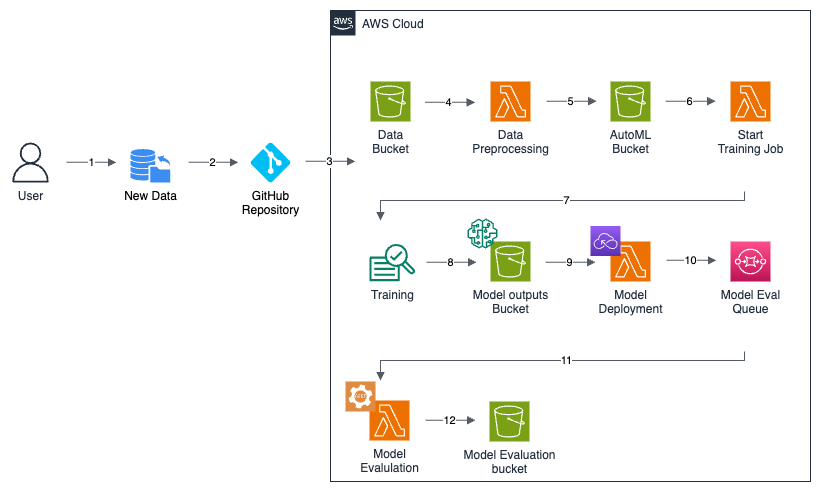 aws
AWS Cloud
Data
Bucket
4
Data
Preprocessing
5
AutoML
Bucket
6
Start
Training Job
User
1
New Data
2
GitHub
Repository
3
7
Training
8
Model outputs
Bucket
9
Model
Deployment
10
Model Eval
Queue
11
Model
Evalulation
12
Model Evaluation
bucket